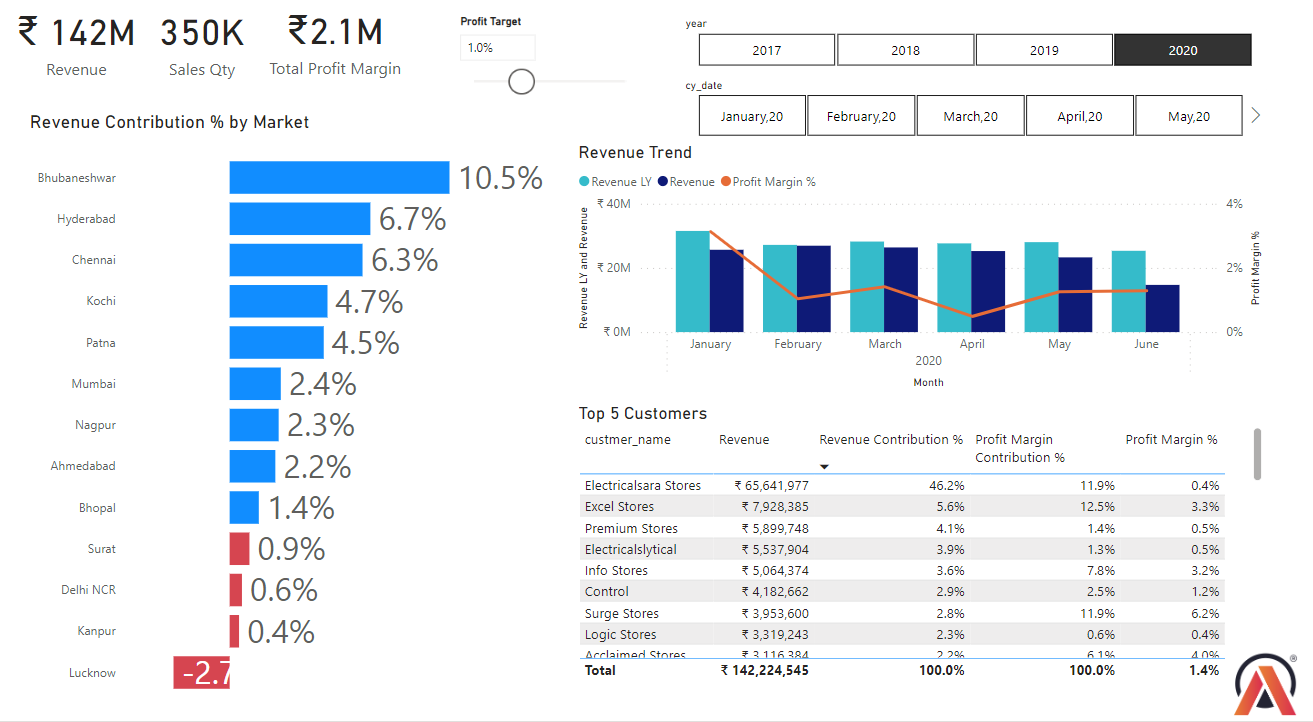 ₹ 142M
Revenue
350K
Sales Qty
₹2.1M
Total Profit Margin
Profit Target
1.0%
year
2017 2018 2019 2020
cy_date
January,20 February,20 March,20 April,20 May,20
Revenue Contribution % by Market
Bhubaneshwar 10.5%
Hyderabad 6.7%
Chennai 6.3%
Kochi 4.7%
Patna 4.5%
Mumbai 2.4%
Nagpur 2.3%
Ahmedabad 2.2%
Bhopal 1.4%
Surat 0.9%
Delhi NCR 0.6%
Kanpur 0.4%
Lucknow -2.7
Revenue Trend
Revenue LY Revenue Profit Margin %
Revenue LY and Revenue
₹ 40M
₹ 20M
₹ 0M
4%
2%
0%
Profit Margin %
January February March April May June
2020
Month
Top 5 Customers
custmer_name Revenue Revenue Contribution % Profit Margin Contribution % Profit Margin %
Electricalsara Stores ₹ 65,641,977 46.2% 11.9% 0.4%
Excel Stores ₹ 7,928,385 5.6% 12.5% 3.3%
Premium Stores ₹ 5,899,748 4.1% 1.4% 0.5%
Electricalslytical ₹ 5,537,904 3.9% 1.3% 0.5%
Info Stores ₹ 5,064,374 3.6% 7.8% 3.2%
Control ₹ 4,182,662 2.9% 2.5% 1.2%
Surge Stores ₹ 3,953,600 2.8% 11.9% 6.2%
Logic Stores ₹ 3,319,243 2.3% 0.6% 0.4%
Acclaimed Stores ₹ 3,116,384 2.2% 6.1% 4.0%
Total ₹ 142,224,545 100.0% 100.0% 1.4%
®